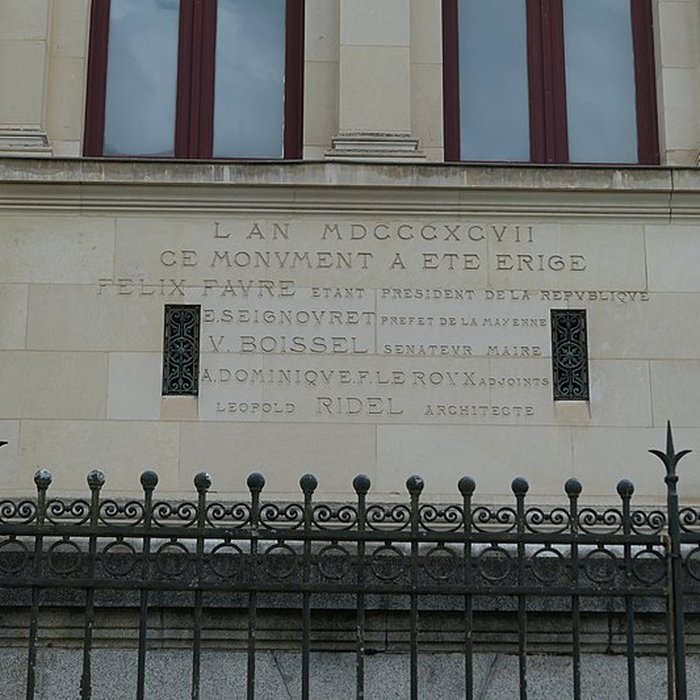 L AN MDCCCXCVII
CE MONVMENT A ETE ERIGE
FELIX FAVRE ETANT PRESIDENT DE LA REPVBLIQVE
E. SEIGNOVRET PREFET DE LA MAYENNE
V. BOISSEL SENATEVR MAIRE
A. DOMINIQVE. F. LE ROVX ADJOINTS
LEOPOLD RIDEL ARCHITECTE